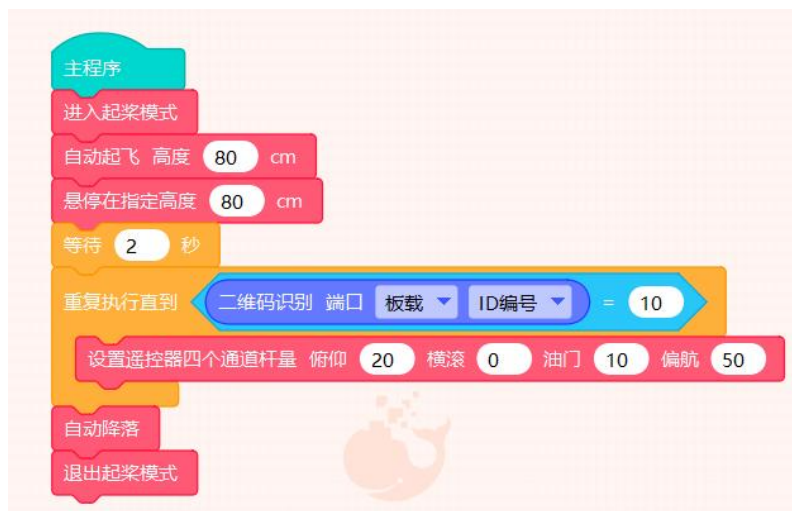 主程序
进入起桨模式
自动起飞 高度 80 cm
悬停在指定高度 80 cm
等待 2 秒
重复执行直到 二维码识别 端口 板载 ID编号 = 10
设置遥控器四个通道杆量 俯仰 20 横滚 0 油门 10 偏航 50
自动降落
退出起桨模式